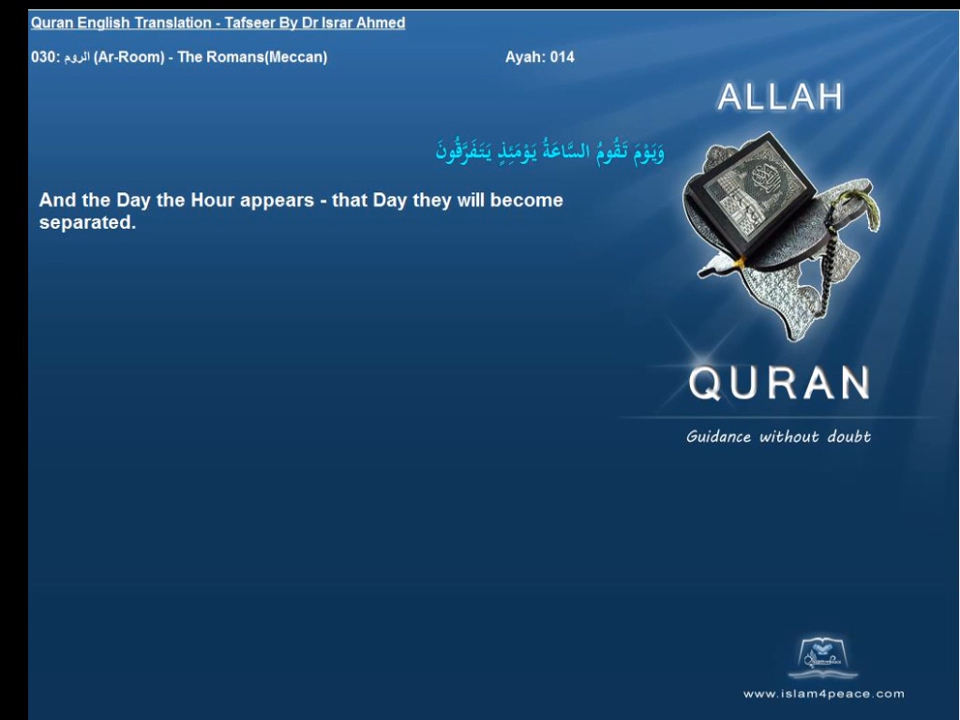 Quran English Translation - Tafseer By Dr Israr Ahmed
030: الروم (Ar-Room) - The Romans(Meccan) Ayah: 014
ALLAH
وَيَوْمَ تَقُومُ السَّاعَةُ يَوْمَئِذٍ يَتَفَرَّقُونَ
And the Day the Hour appears - that Day they will become
separated.
QURAN
Guidance without doubt
www.islam4peace.com